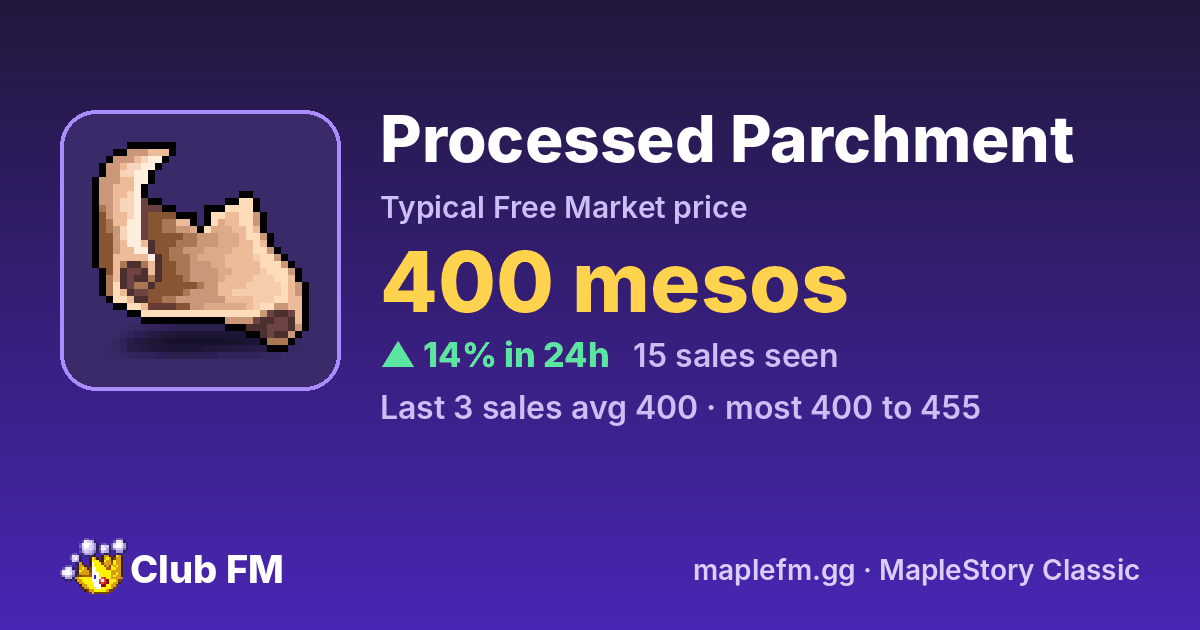 Processed Parchment
Typical Free Market price
400 mesos
▲ 14% in 24h 15 sales seen
Last 3 sales avg 400 · most 400 to 455
Club FM
maplefm.gg · MapleStory Classic